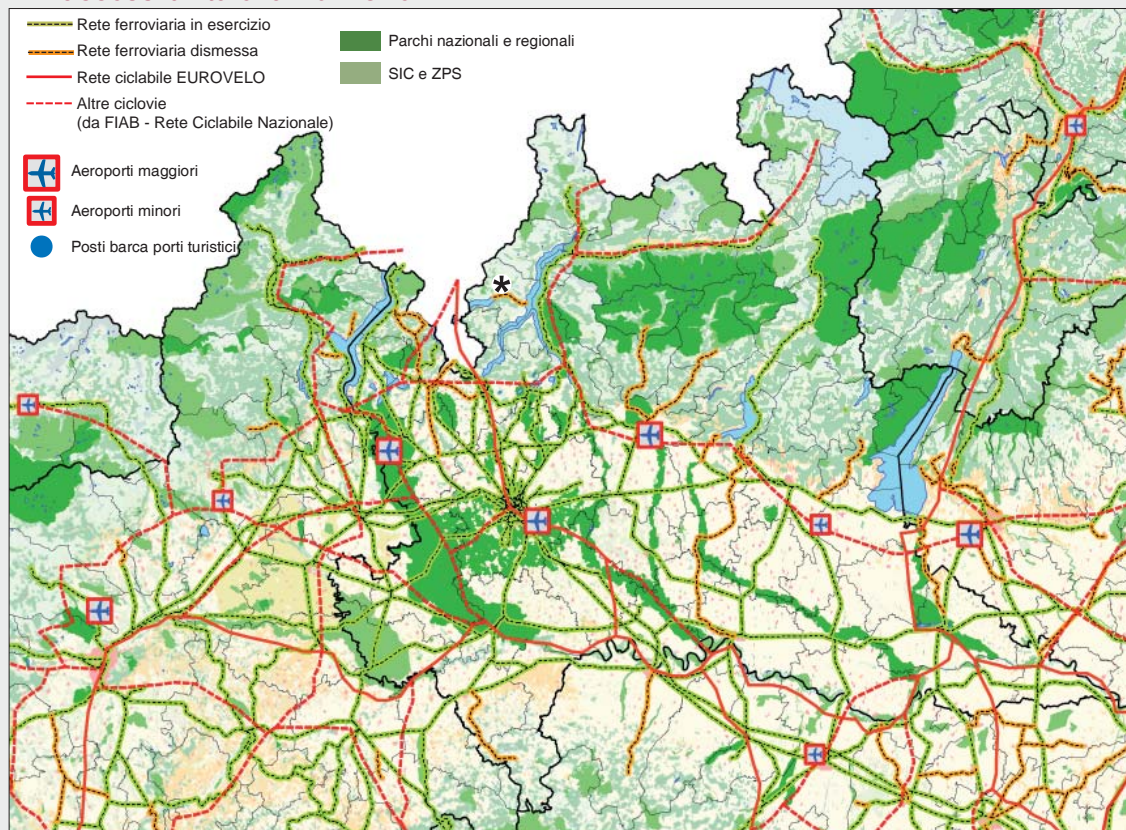 Rete ferroviaria in esercizio
Rete ferroviaria dismessa
Rete ciclabile EUROVELO
Altre ciclovie
(da FIAB - Rete Ciclabile Nazionale)
Aeroporti maggiori
Aeroporti minori
Posti barca porti turistici
Parchi nazionali e regionali
SIC e ZPS
*